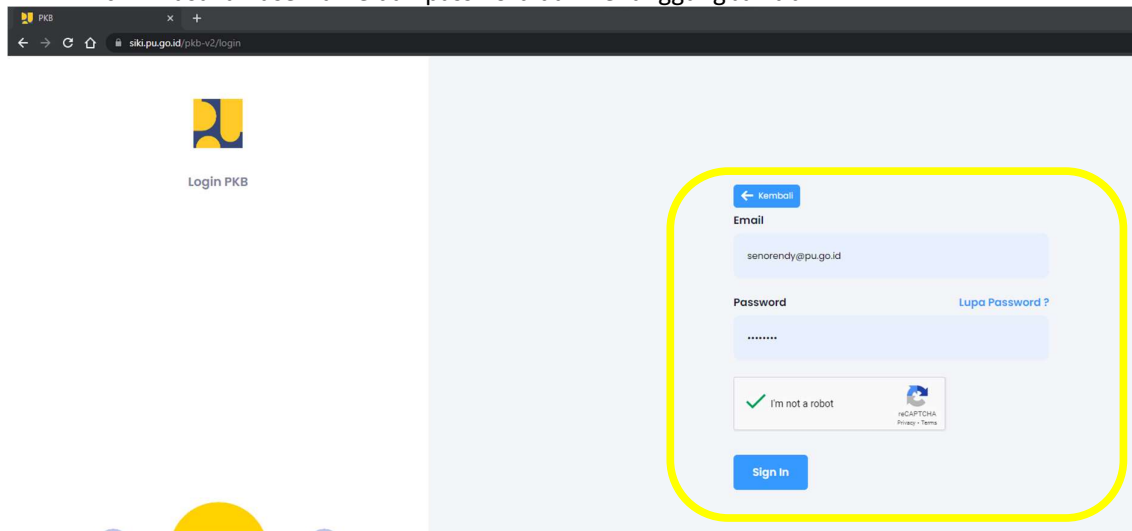 PKB
siki.pu.go.id/pkb-v2/login
Login PKB
Kembali
Email
senorendy@pu.go.id
Password Lupa Password ?
••••••••
I'm not a robot
reCAPTCHA
Privacy - Terms
Sign In